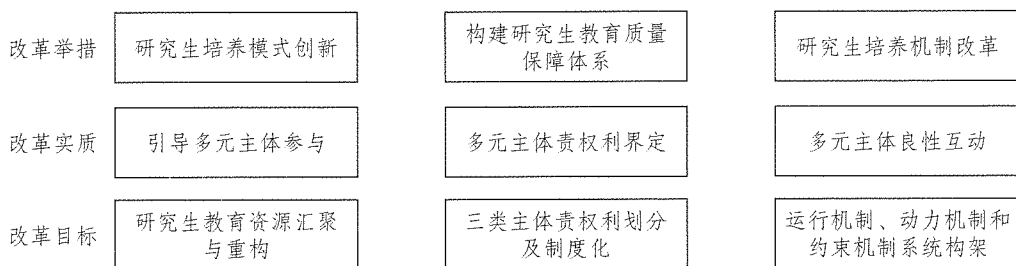 改革举措 研究生培养模式创新 构建研究生教育质量保障体系 研究生培养机制改革
改革实质 引导多元主体参与 多元主体责权利界定 多元主体良性互动
改革目标 研究生教育资源汇聚与重构 三类主体责权利划分及制度化 运行机制、动力机制和约束机制系统构架